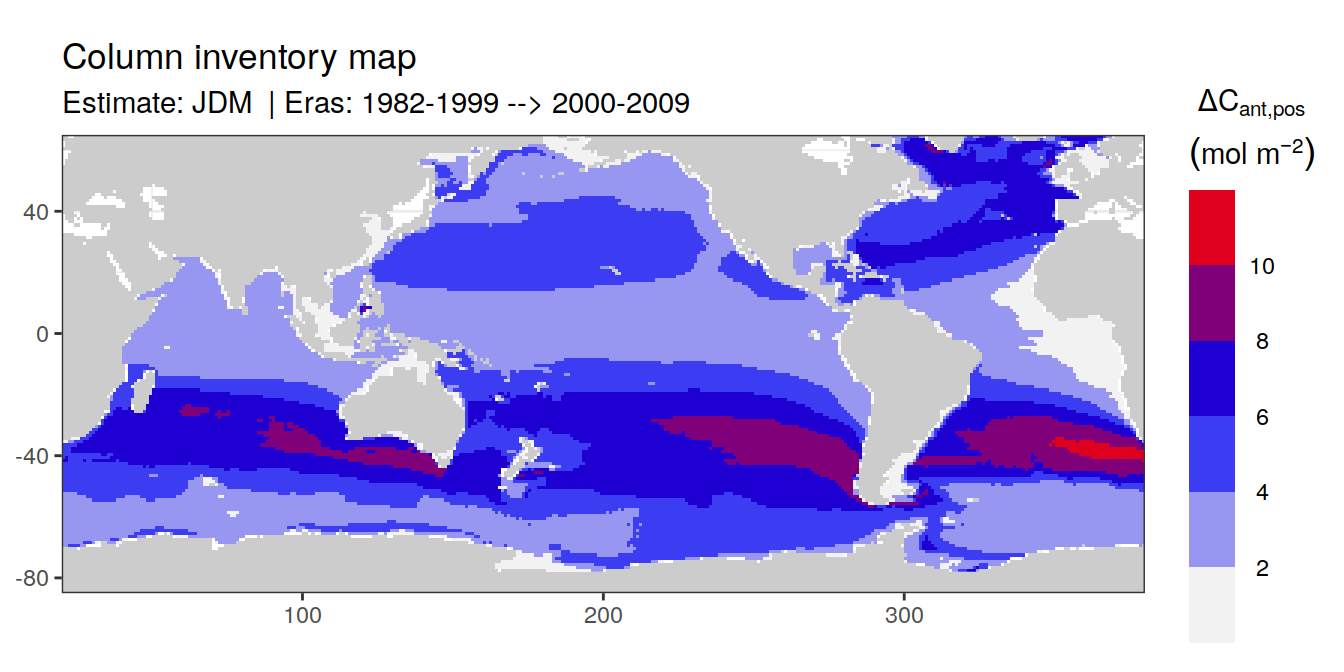 Column inventory map
Estimate: JDM | Eras: 1982-1999 --> 2000-2009
ΔCant,pos
(mol m−2)
10
8
6
4
2
40
0
-40
-80
100 200 300